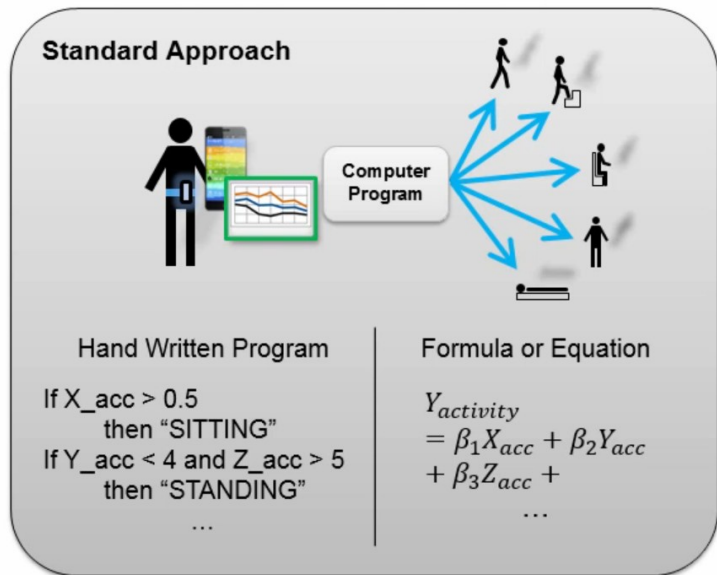 Standard Approach
Computer
Program
Hand Written Program
If X_acc > 0.5
then “SITTING”
If Y_acc < 4 and Z_acc > 5
then “STANDING”
…
Formula or Equation
Y_activity
= β₁X_acc + β₂Y_acc
+ β₃Z_acc +
…